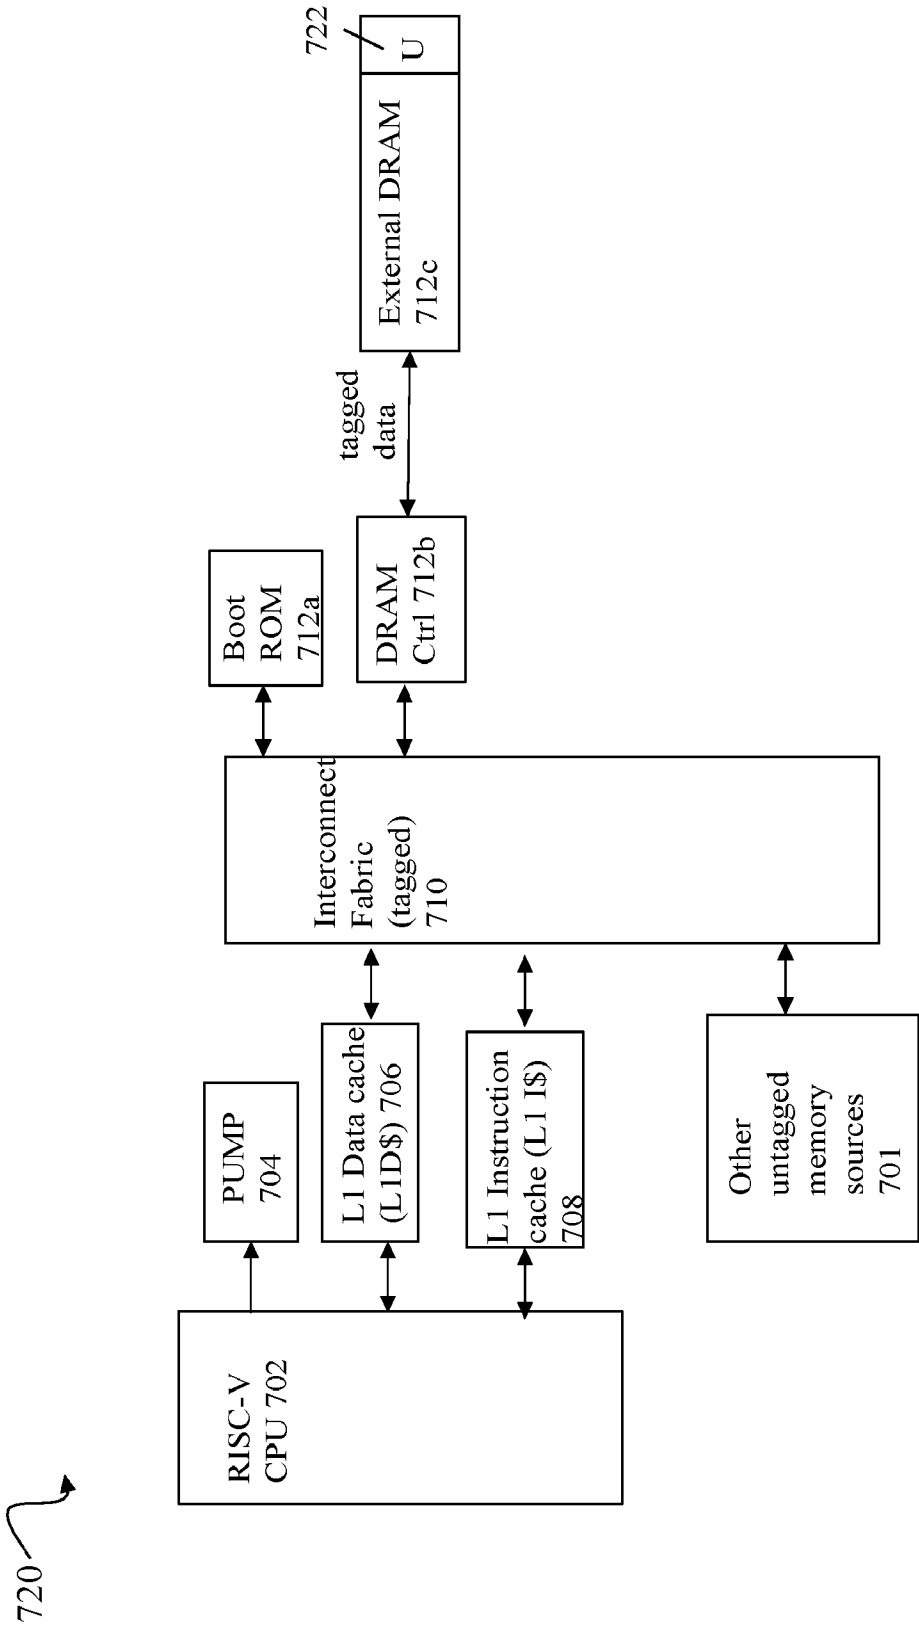 720
RISC-V
CPU 702
PUMP
704
L1 Data cache
(L1D$) 706
L1 Instruction
cache (L1 I$)
708
Other
untagged
memory
sources
701
Interconnect
Fabric
(tagged)
710
Boot
ROM
712a
DRAM
Ctrl 712b
tagged
data
External DRAM
712c
U
722